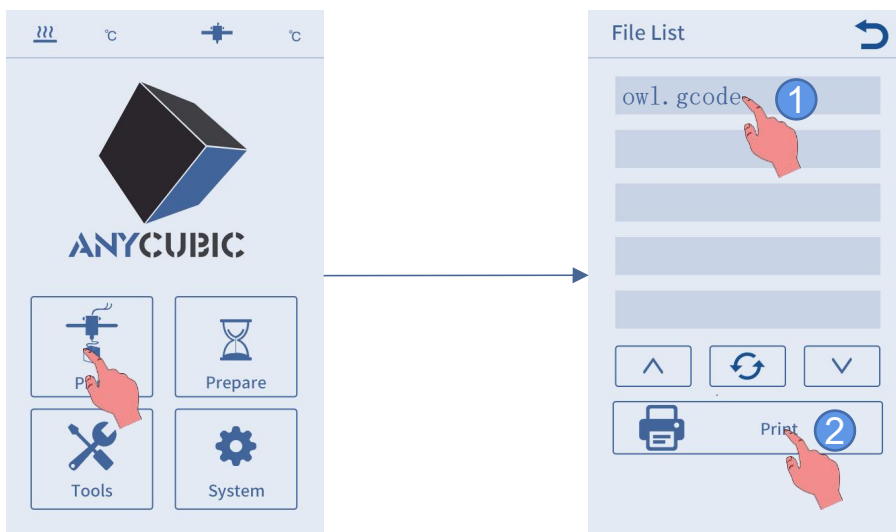 ℃
℃
ANYCUBIC
Prepare
Tools
System
File List
owl.gcode
1
Print
2